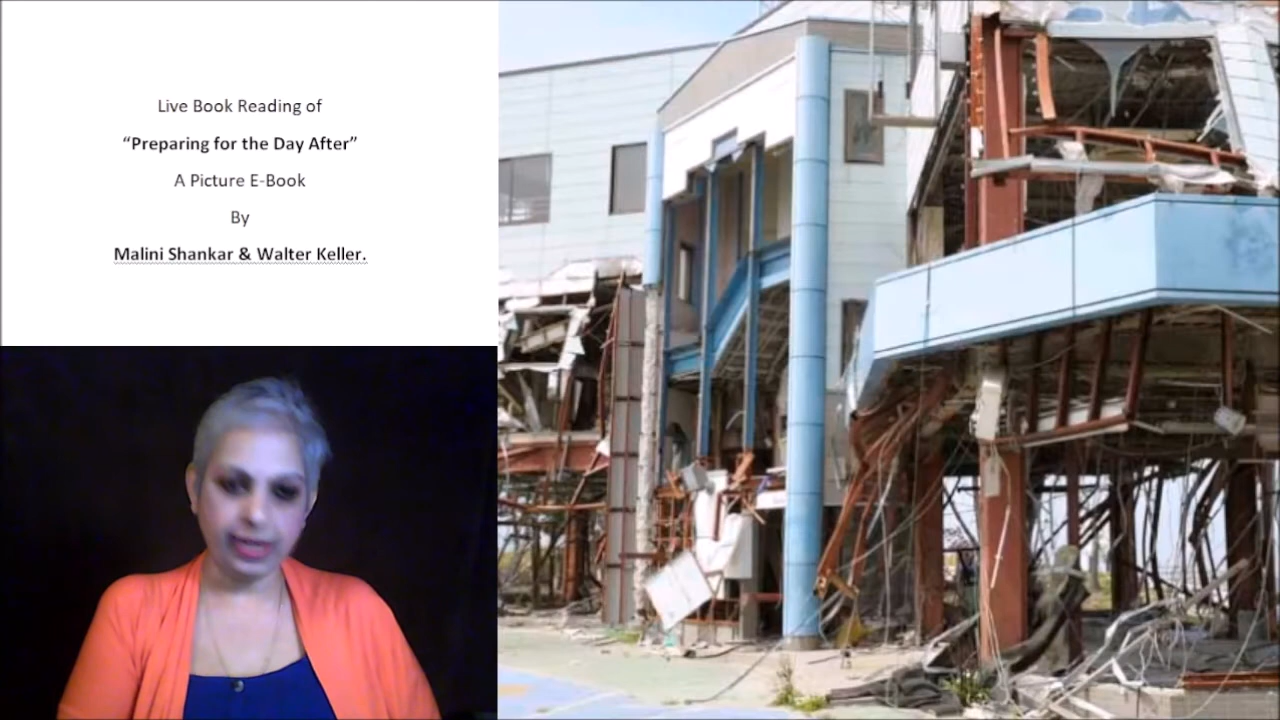 Live Book Reading of
“Preparing for the Day After”
A Picture E-Book
By
Malini Shankar & Walter Keller.